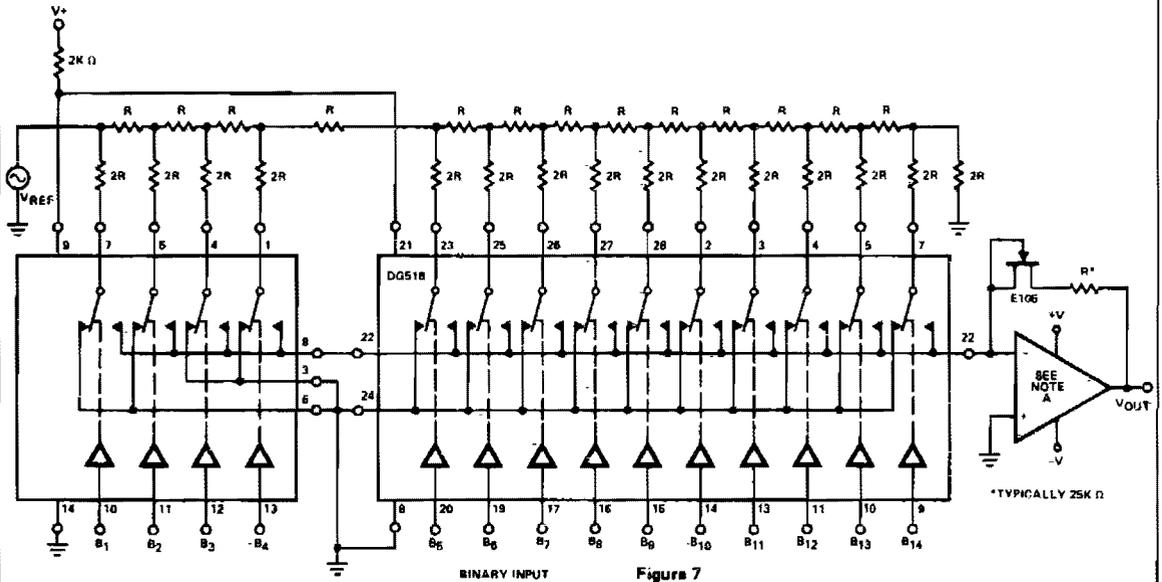 V+
2K Ω
R R R R R R R R R R R R R
2R 2R 2R 2R 2R 2R 2R 2R 2R 2R 2R 2R 2R 2R 2R
VREF
9 7 5 4 1 21 23 25 26 27 28 2 3 4 5 7
DG518
E106
R*
+V
8 22 22
3
6 24
SEE
NOTE
A
-
+
VOUT
-V
*TYPICALLY 25K Ω
14 10 11 12 13 8 20 19 17 16 15 14 13 11 10 9
B1 B2 B3 -B4 B5 B6 B7 B8 B9 -B10 B11 B12 B13 B14
BINARY INPUT
Figure 7